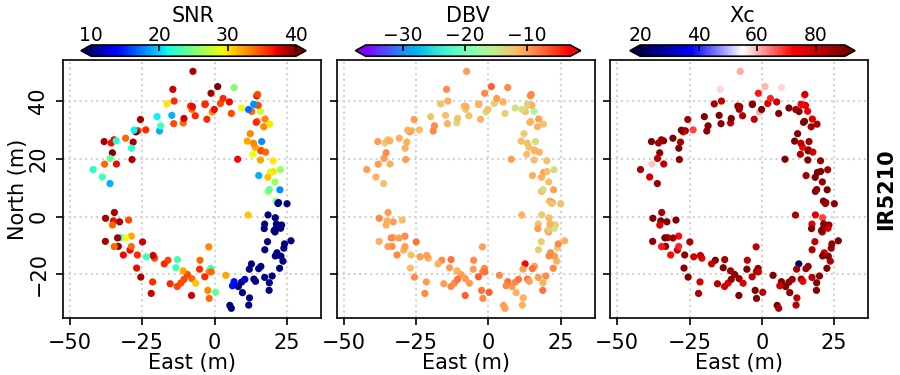 SNR DBV Xc
10 20 30 40 −30 −20 −10 20 40 60 80
40
20
0
−20
North (m)
−50 −25 0 25 −50 −25 0 25 −50 −25 0 25
East (m) East (m) East (m)
IR5210